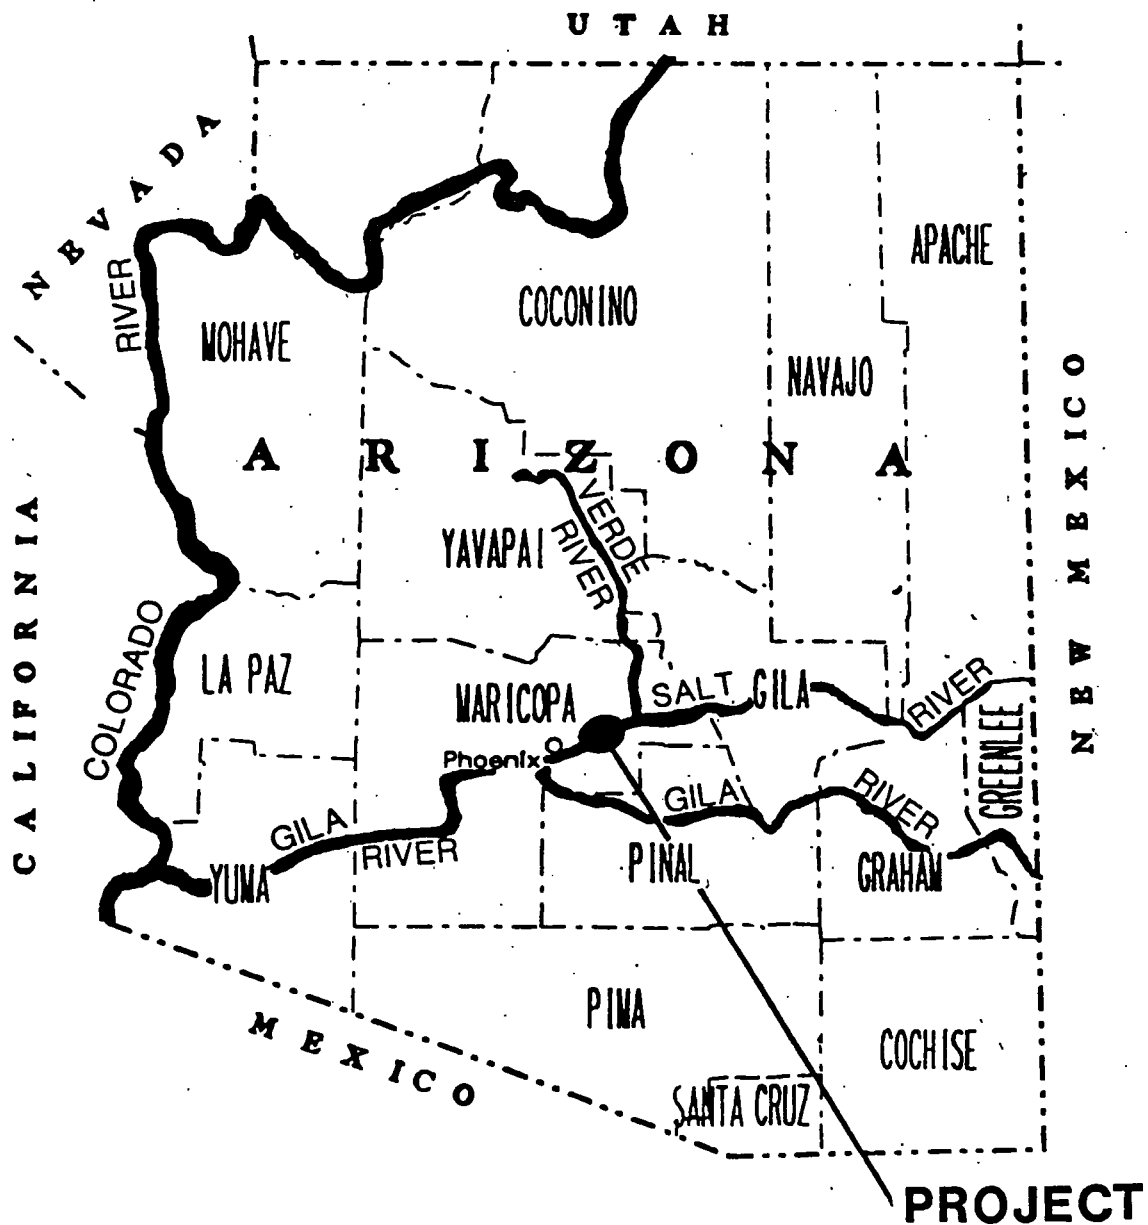 UTAH
NEVADA
APACHE
RIVER
COCONINO
MOHAVE
NAVAJO
NEW MEXICO
ARIZONA
CALIFORNIA
VERDE
RIVER
YAVAPAI
COLORADO
LA PAZ
MARICOPA
SALT
GILA
RIVER
GREENLEE
Phoenix
GILA
RIVER
GILA
RIVER
PINAL
GRAHAM
YUMA
PIMA
MEXICO
COCHISE
SANTA CRUZ
PROJECT